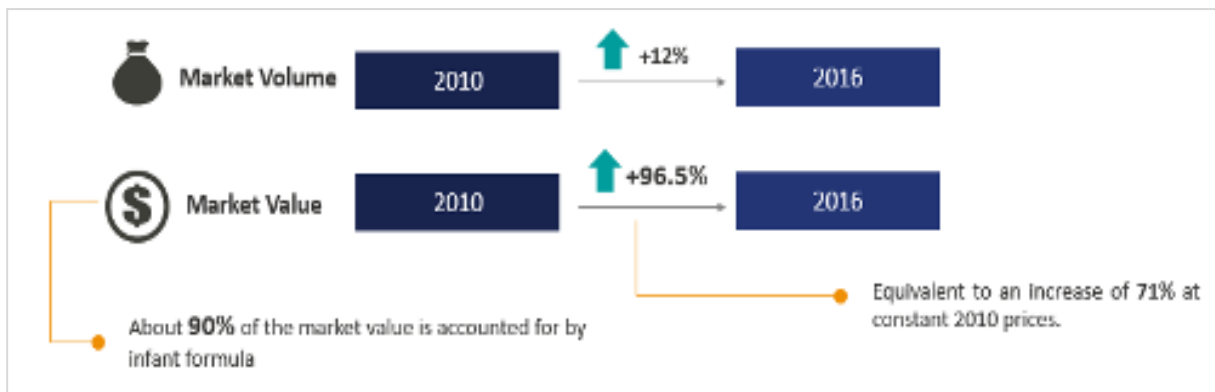 Market Volume 2010 +12% 2016
Market Value 2010 +96.5% 2016
Equivalent to an increase of 71% at
constant 2010 prices.
About 90% of the market value is accounted for by
infant formula